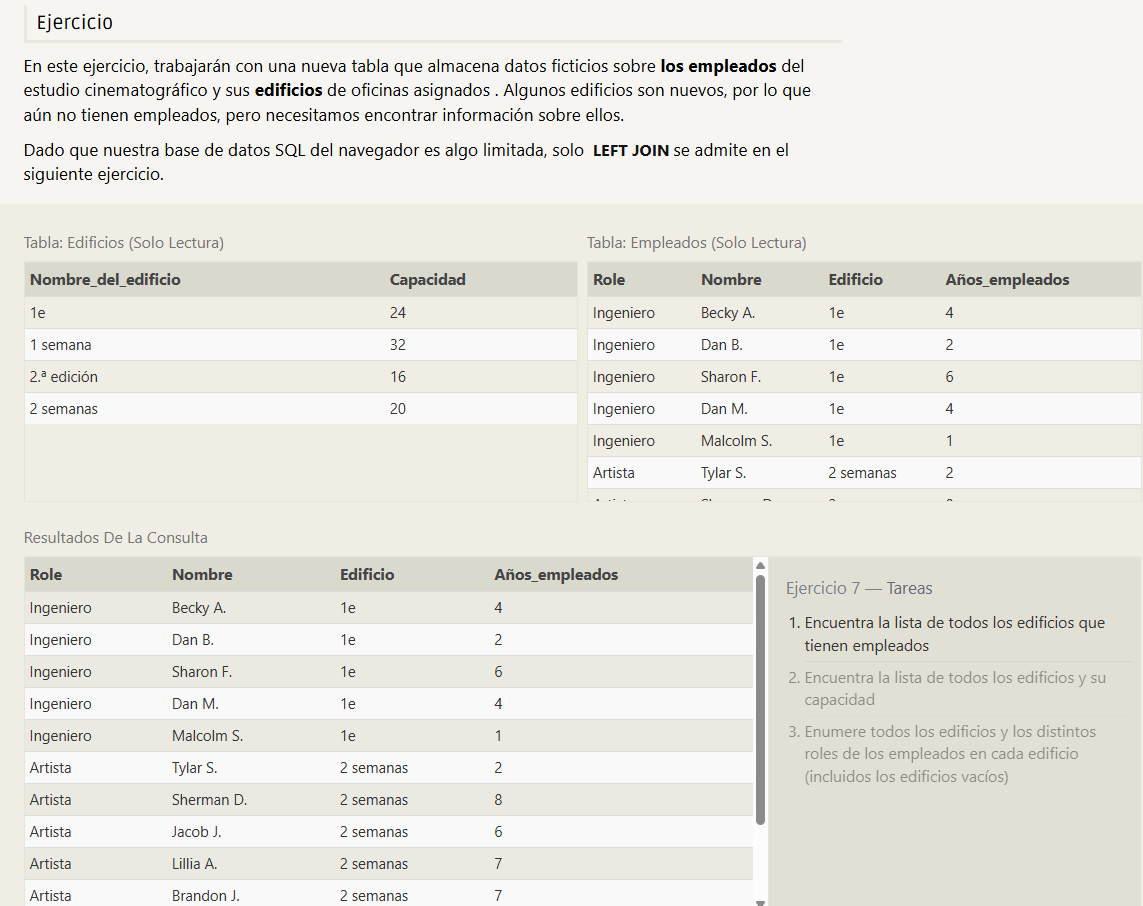 Ejercicio
En este ejercicio, trabajarán con una nueva tabla que almacena datos ficticios sobre los empleados del
estudio cinematográfico y sus edificios de oficinas asignados . Algunos edificios son nuevos, por lo que
aún no tienen empleados, pero necesitamos encontrar información sobre ellos.
Dado que nuestra base de datos SQL del navegador es algo limitada, solo LEFT JOIN se admite en el
siguiente ejercicio.
Tabla: Edificios (Solo Lectura)
Nombre_del_edificio Capacidad
1e 24
1 semana 32
2.ª edición 16
2 semanas 20
Tabla: Empleados (Solo Lectura)
Role Nombre Edificio Años_empleados
Ingeniero Becky A. 1e 4
Ingeniero Dan B. 1e 2
Ingeniero Sharon F. 1e 6
Ingeniero Dan M. 1e 4
Ingeniero Malcolm S. 1e 1
Artista Tylar S. 2 semanas 2
Resultados De La Consulta
Role Nombre Edificio Años_empleados
Ingeniero Becky A. 1e 4
Ingeniero Dan B. 1e 2
Ingeniero Sharon F. 1e 6
Ingeniero Dan M. 1e 4
Ingeniero Malcolm S. 1e 1
Artista Tylar S. 2 semanas 2
Artista Sherman D. 2 semanas 8
Artista Jacob J. 2 semanas 6
Artista Lillia A. 2 semanas 7
Artista Brandon J. 2 semanas 7
Ejercicio 7 — Tareas
1. Encuentra la lista de todos los edificios que
tienen empleados
2. Encuentra la lista de todos los edificios y su
capacidad
3. Enumere todos los edificios y los distintos
roles de los empleados en cada edificio
(incluidos los edificios vacíos)